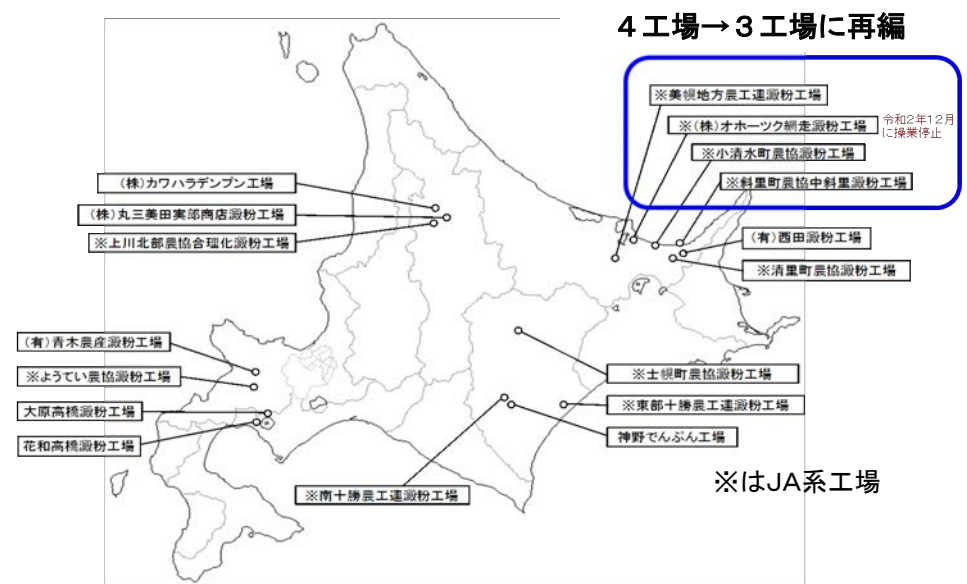 4工場→3工場に再編
※美幌地方農工連澱粉工場
※(株)オホーツク網走澱粉工場
令和2年12月
に操業停止
※小清水町農協澱粉工場
※斜里町農協中斜里澱粉工場
(株)カワハラデンプン工場
(株)丸三美田実郎商店澱粉工場
※上川北部農協合理化澱粉工場
(有)西田澱粉工場
※清里町農協澱粉工場
(有)青木農産澱粉工場
※ようてい農協澱粉工場
大原高橋澱粉工場
花和高橋澱粉工場
※士幌町農協澱粉工場
※東部十勝農工連澱粉工場
神野でんぷん工場
※南十勝農工連澱粉工場
※はJA系工場